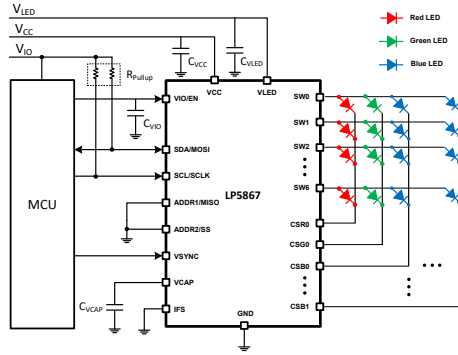 VLED
VCC
VIO
RPullup
CVCC
CVLED
Red LED
Green LED
Blue LED
VCC
VLED
MCU
VIO/EN
CVIO
SDA/MOSI
SCL/SCLK
LP5867
ADDR1/MISO
ADDR2/SS
VSYNC
VCAP
CVCAP
IFS
GND
SW0
SW1
SW2
SW6
CSR0
CSG0
CSB0
CSB1